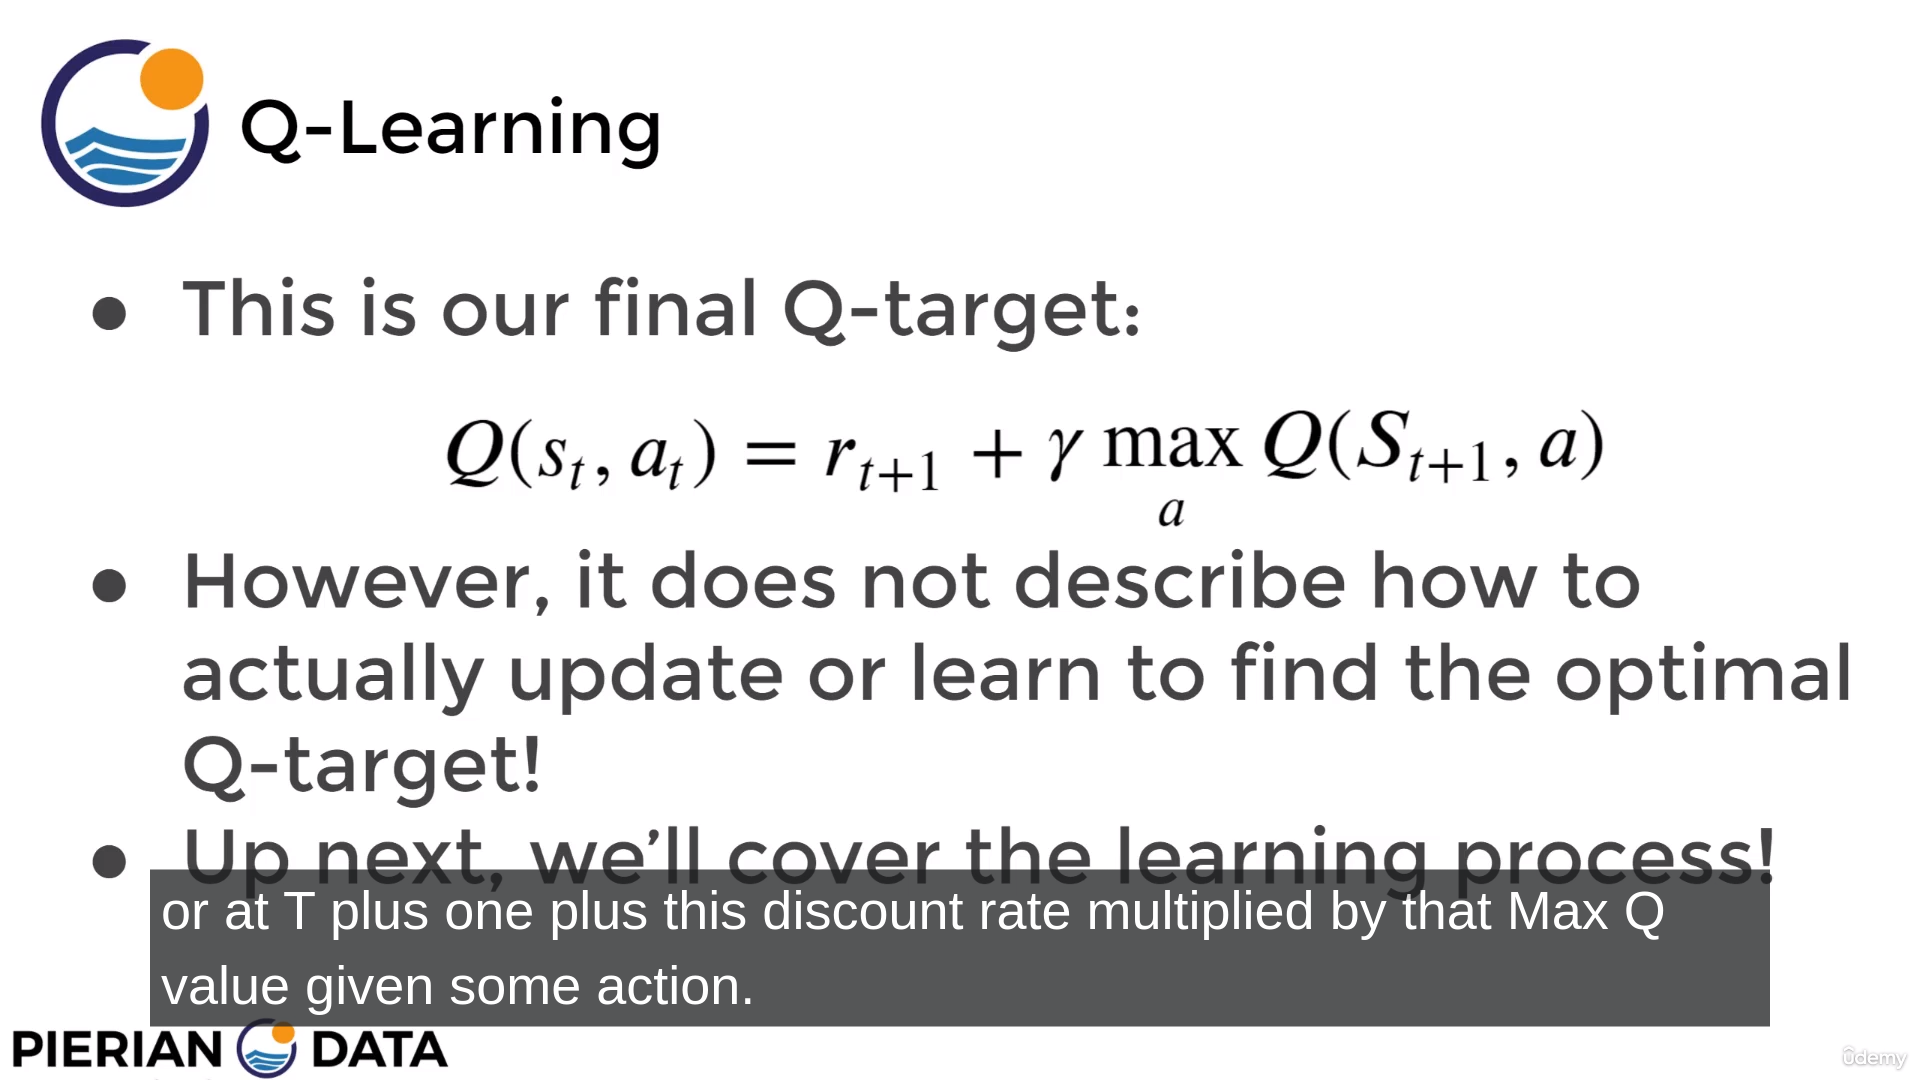 Q-Learning
● This is our final Q-target:
Q(s_t, a_t) = r_{t+1} + γ max_a Q(S_{t+1}, a)
● However, it does not describe how to
actually update or learn to find the optimal
Q-target!
● Up next, we’ll cover the learning process!
or at T plus one plus this discount rate multiplied by that Max Q
value given some action.
PIERIAN DATA
ûdemy